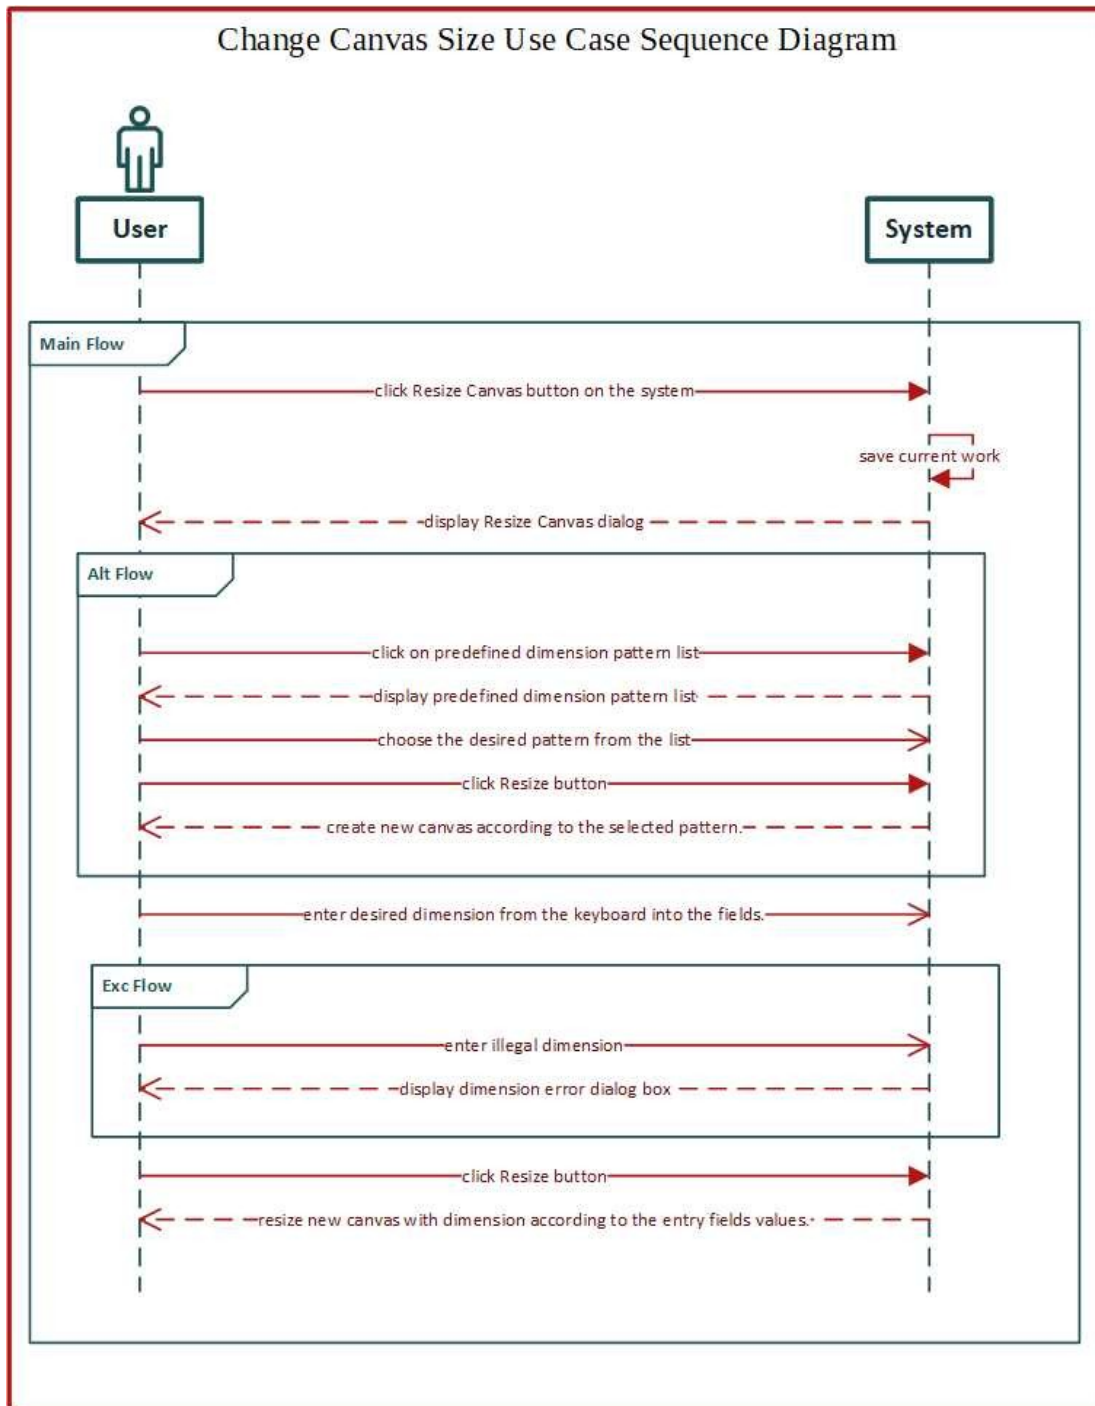 Change Canvas Size Use Case Sequence Diagram
User
System
Main Flow
click Resize Canvas button on the system
save current work
display Resize Canvas dialog
Alt Flow
click on predefined dimension pattern list
display predefined dimension pattern list
choose the desired pattern from the list
click Resize button
create new canvas according to the selected pattern.
enter desired dimension from the keyboard into the fields.
Exc Flow
enter illegal dimension
display dimension error dialog box
click Resize button
resize new canvas with dimension according to the entry fields values.